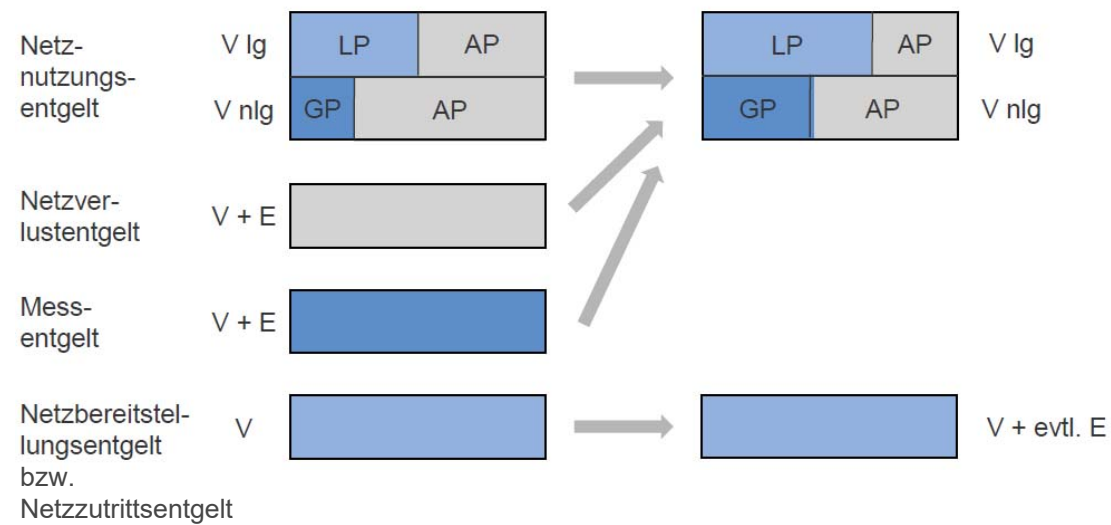 Netz-
nutzungs-
entgelt
V lg
LP
AP
V nlg
GP
AP
LP
AP
V lg
GP
AP
V nlg
Netzver-
lustentgelt
V + E
Mess-
entgelt
V + E
Netzbereitstel-
lungsentgelt
bzw.
Netzzutrittsentgelt
V
V + evtl. E